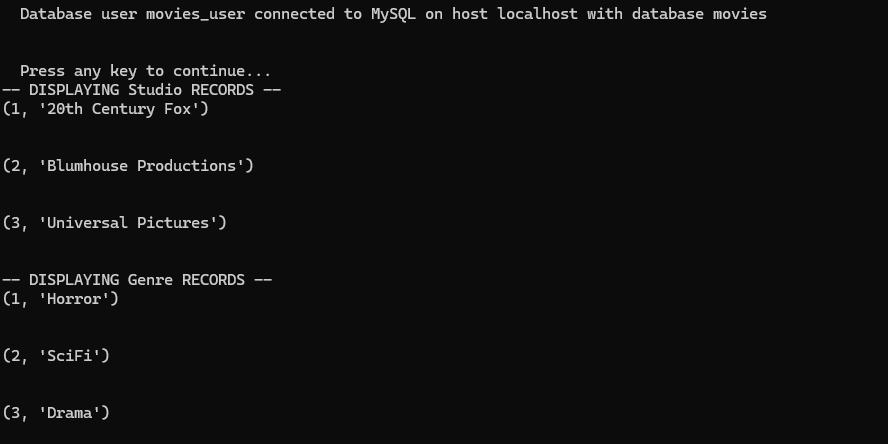 Database user movies_user connected to MySQL on host localhost with database movies
Press any key to continue...
-- DISPLAYING Studio RECORDS --
(1, '20th Century Fox')
(2, 'Blumhouse Productions')
(3, 'Universal Pictures')
-- DISPLAYING Genre RECORDS --
(1, 'Horror')
(2, 'SciFi')
(3, 'Drama')